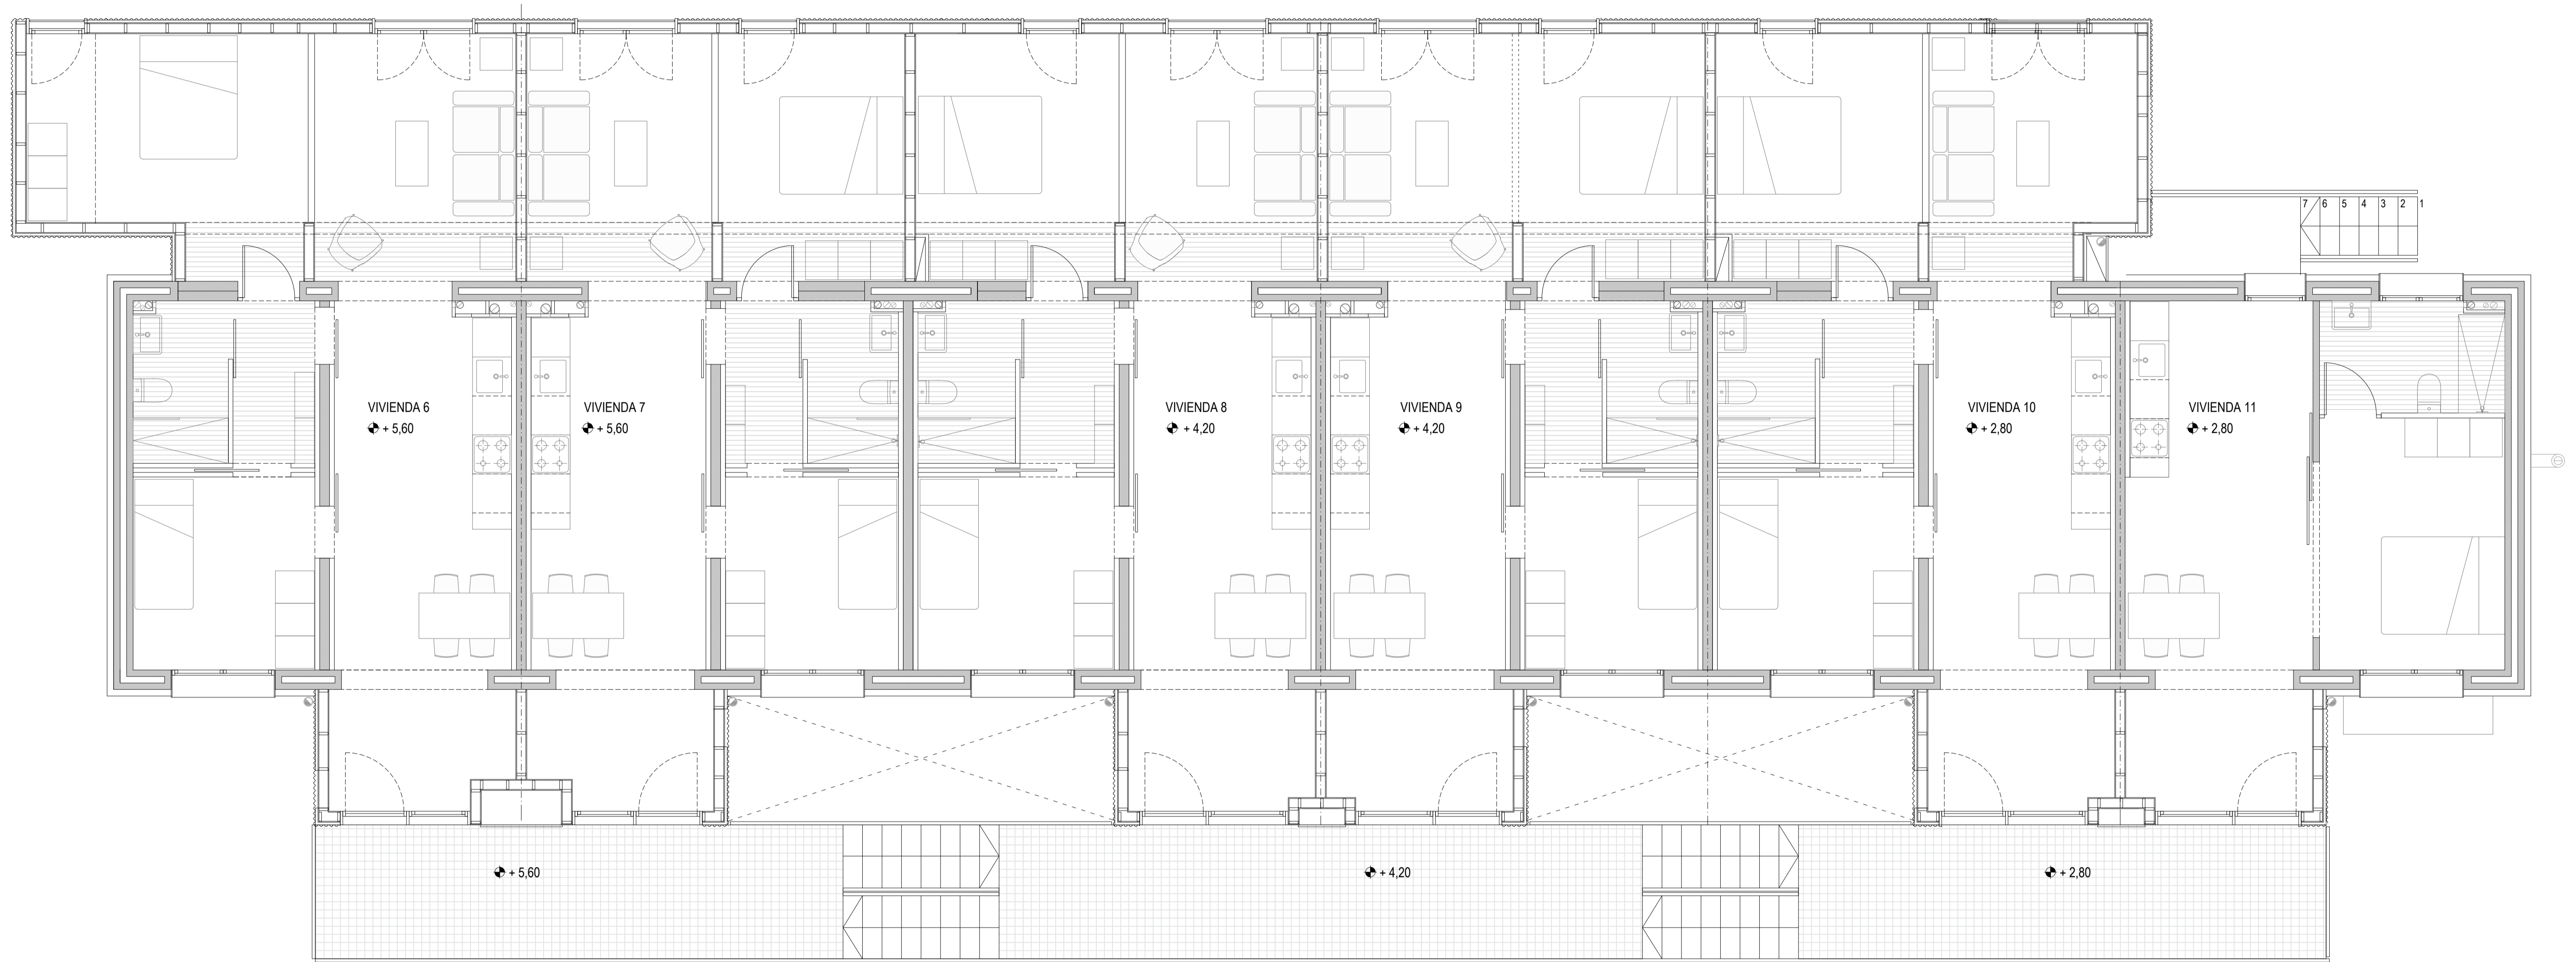 7 6 5 4 3 2 1
VIVIENDA 6
+ 5,60
VIVIENDA 7
+ 5,60
VIVIENDA 8
+ 4,20
VIVIENDA 9
+ 4,20
VIVIENDA 10
+ 2,80
VIVIENDA 11
+ 2,80
+ 5,60
+ 4,20
+ 2,80